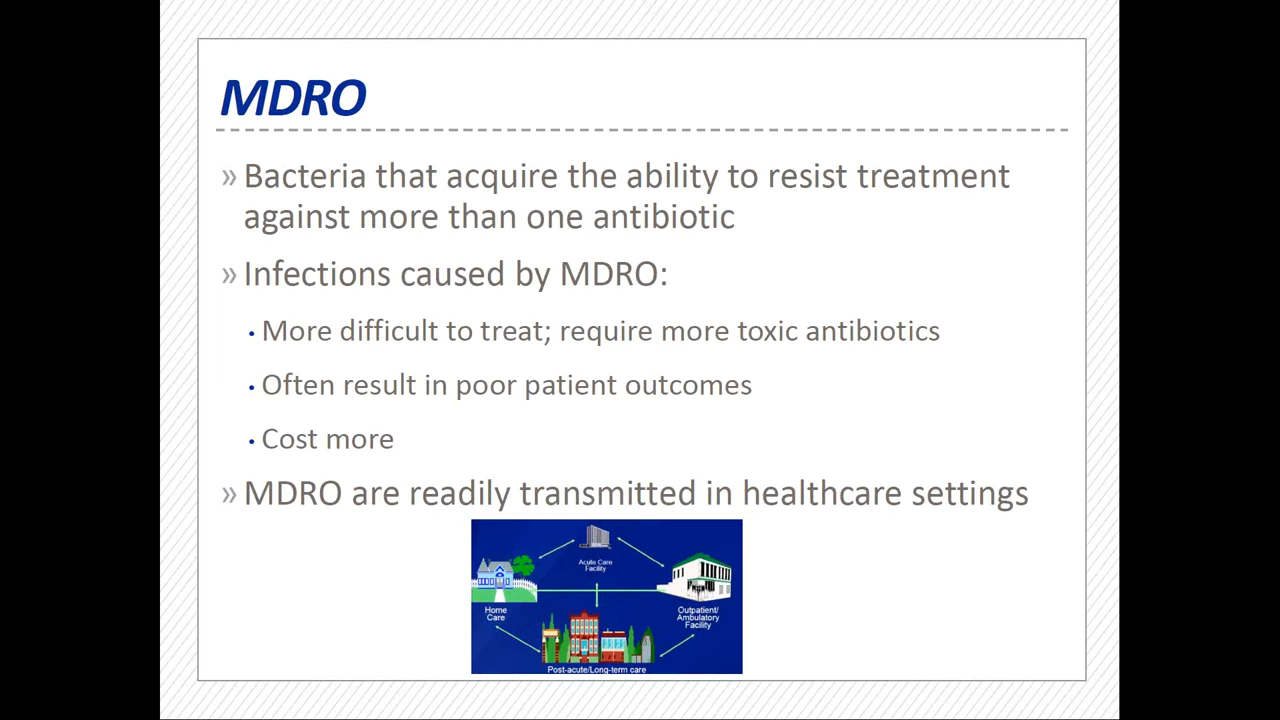 MDRO
» Bacteria that acquire the ability to resist treatment
against more than one antibiotic
» Infections caused by MDRO:
• More difficult to treat; require more toxic antibiotics
• Often result in poor patient outcomes
• Cost more
» MDRO are readily transmitted in healthcare settings
Acute Care
Facility
Home
Care
Outpatient/
Ambulatory
Facility
Post-acute/Long-term care